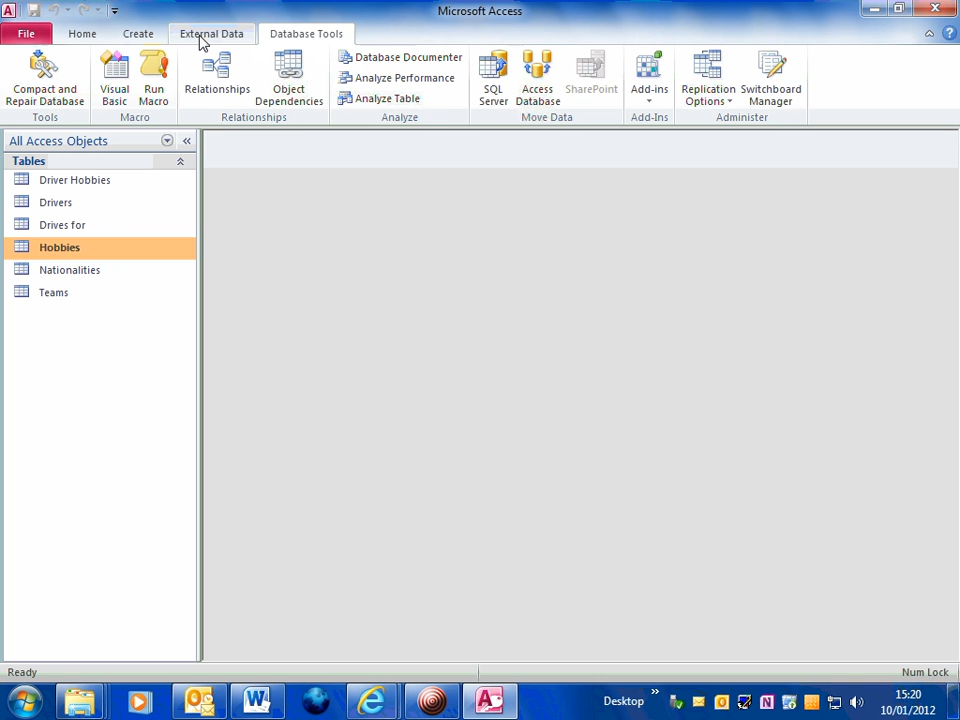 Microsoft Access
File Home Create External Data Database Tools
Compact and Repair Database
Visual Basic
Run Macro
Relationships
Object Dependencies
Database Documenter
Analyze Performance
Analyze Table
SQL Server
Access Database
SharePoint
Add-ins
Replication Options
Switchboard Manager
Tools Macro Relationships Analyze Move Data Add-Ins Administer
All Access Objects
Tables
Driver Hobbies
Drivers
Drives for
Hobbies
Nationalities
Teams
Ready Num Lock
Desktop
15:20
10/01/2012